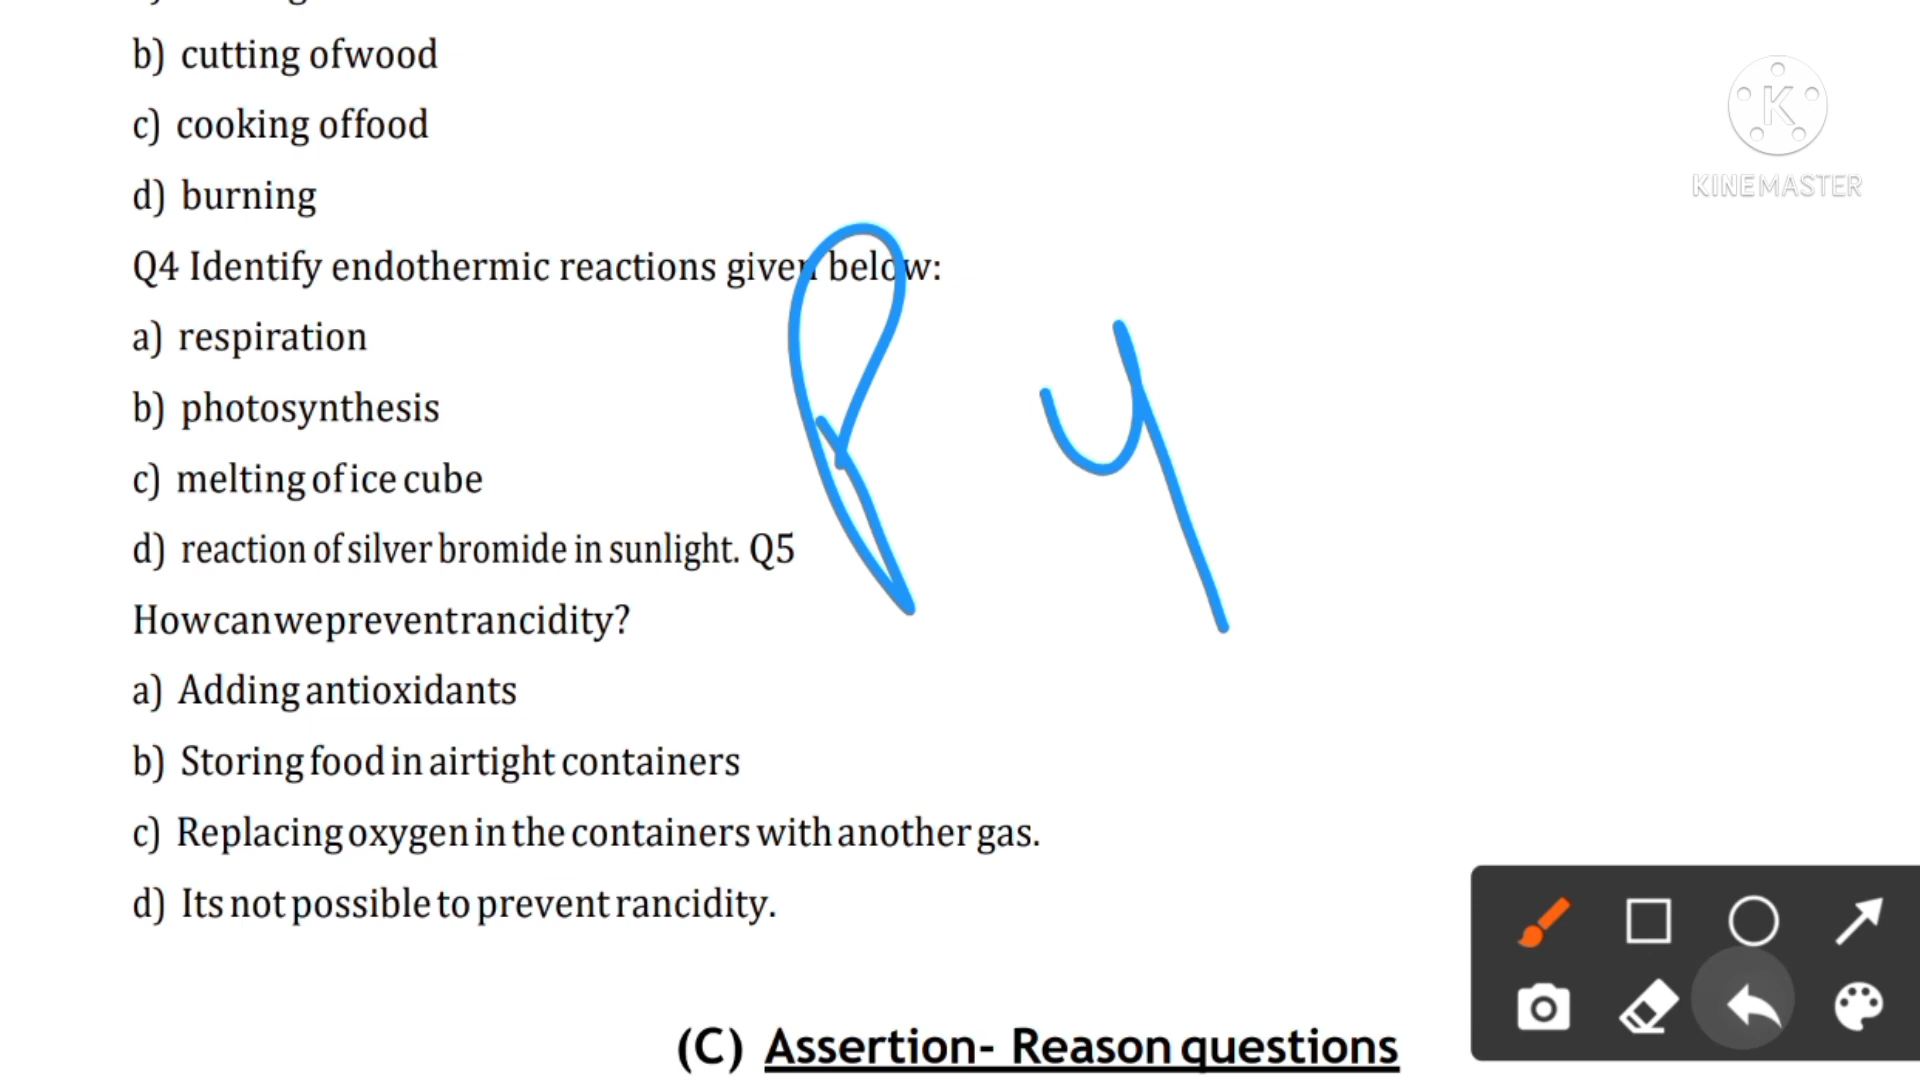 b) cutting ofwood
c) cooking offood
d) burning
Q4 Identify endothermic reactions given below:
a) respiration
b) photosynthesis
c) melting of ice cube
d) reaction of silver bromide in sunlight. Q5
Howcanwepreventrancidity?
a) Adding antioxidants
b) Storing food in airtight containers
c) Replacing oxygen in the containers with another gas.
d) Its not possible to prevent rancidity.
(C) Assertion- Reason questions
K
KINEMASTER